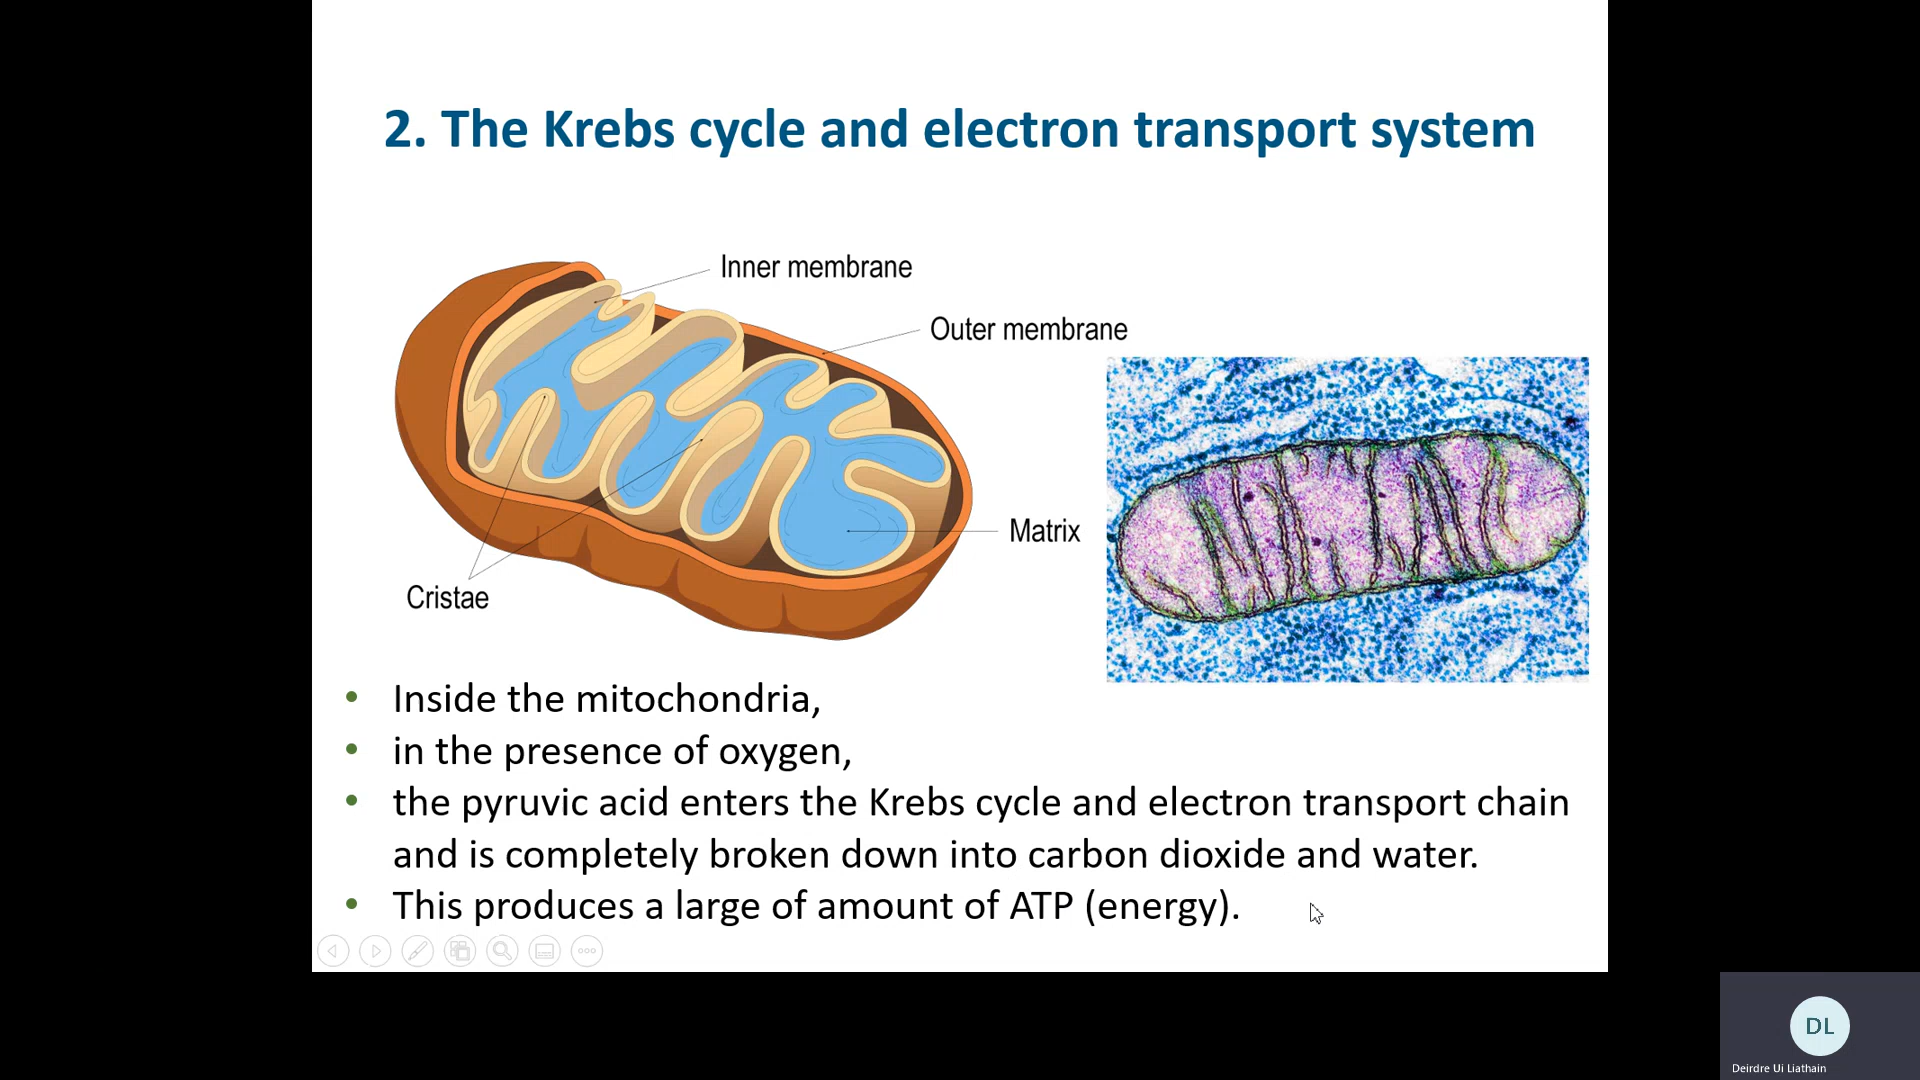 2. The Krebs cycle and electron transport system
Inner membrane
Outer membrane
Matrix
Cristae
• Inside the mitochondria,
• in the presence of oxygen,
• the pyruvic acid enters the Krebs cycle and electron transport chain
and is completely broken down into carbon dioxide and water.
• This produces a large of amount of ATP (energy).
DL
Deirdre Ui Liathain